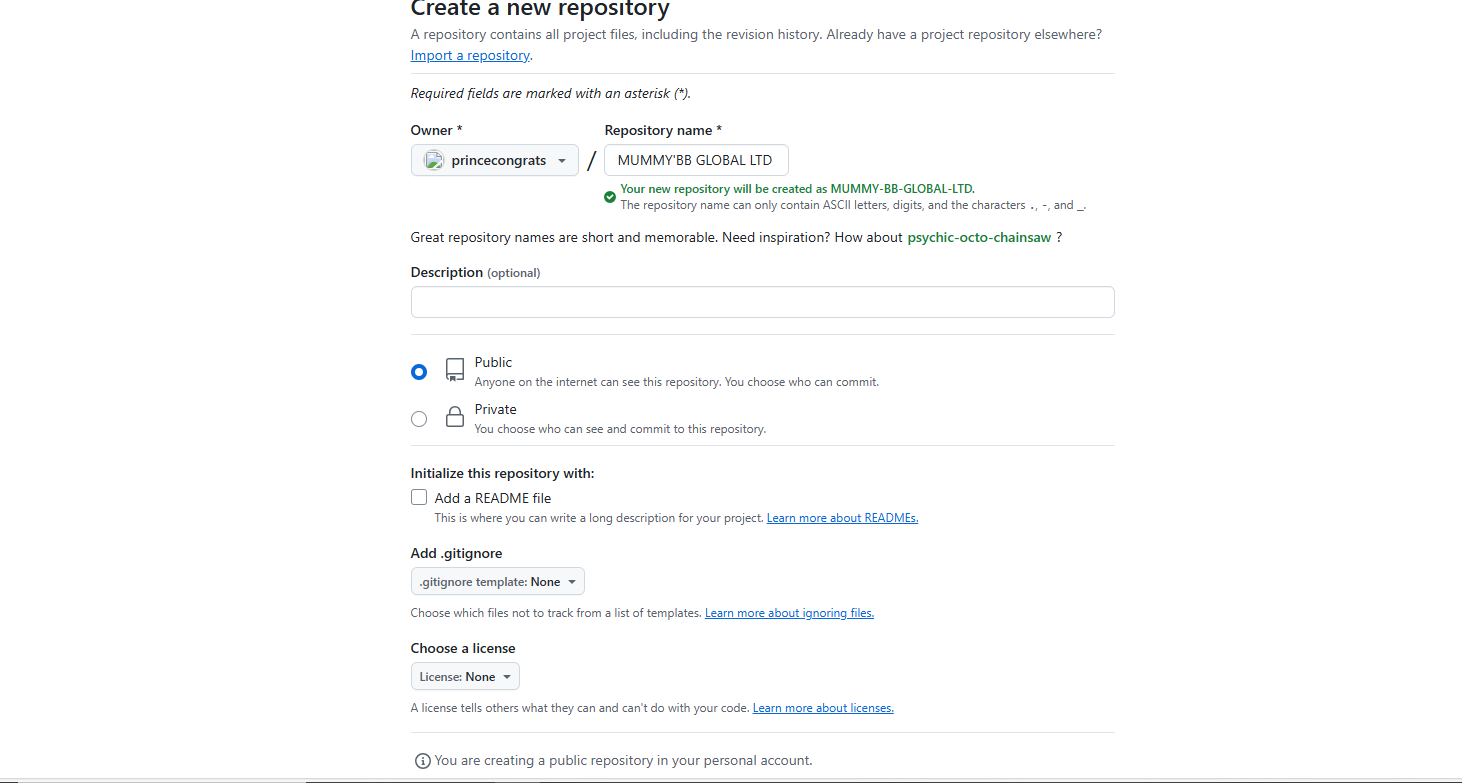 Create a new repository
A repository contains all project files, including the revision history. Already have a project repository elsewhere?
Import a repository.
Required fields are marked with an asterisk (*).
Owner *
Repository name *
princecongrats
/
MUMMY'BB GLOBAL LTD
Your new repository will be created as MUMMY-BB-GLOBAL-LTD.
The repository name can only contain ASCII letters, digits, and the characters ., -, and _.
Great repository names are short and memorable. Need inspiration? How about psychic-octo-chainsaw ?
Description (optional)
Public
Anyone on the internet can see this repository. You choose who can commit.
Private
You choose who can see and commit to this repository.
Initialize this repository with:
Add a README file
This is where you can write a long description for your project. Learn more about READMEs.
Add .gitignore
.gitignore template: None
Choose which files not to track from a list of templates. Learn more about ignoring files.
Choose a license
License: None
A license tells others what they can and can't do with your code. Learn more about licenses.
You are creating a public repository in your personal account.